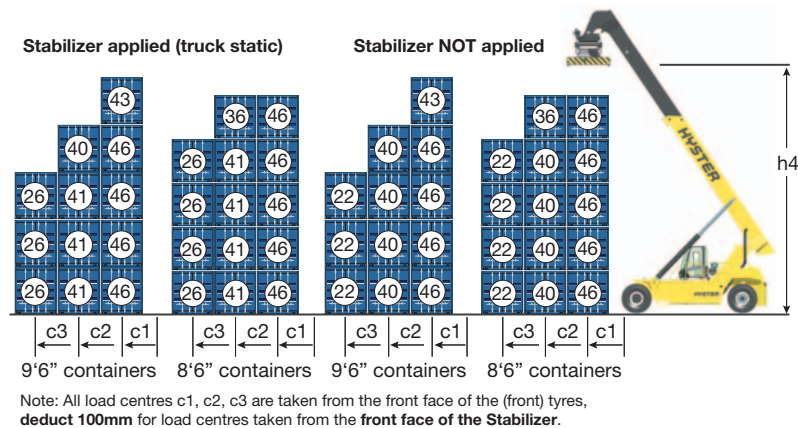 Stabilizer applied (truck static)
43
40 46
26 41 46
26 41 46
26 41 46
c3 c2 c1
9‘6” containers
36 46
26 41 46
26 41 46
26 41 46
26 41 46
c3 c2 c1
8‘6” containers
Stabilizer NOT applied
43
40 46
22 40 46
22 40 46
22 40 46
c3 c2 c1
9‘6” containers
36 46
22 40 46
22 40 46
22 40 46
22 40 46
c3 c2 c1
8‘6” containers
HYSTER
HYSTER
h4
Note: All load centres c1, c2, c3 are taken from the front face of the (front) tyres,
deduct 100mm for load centres taken from the front face of the Stabilizer.